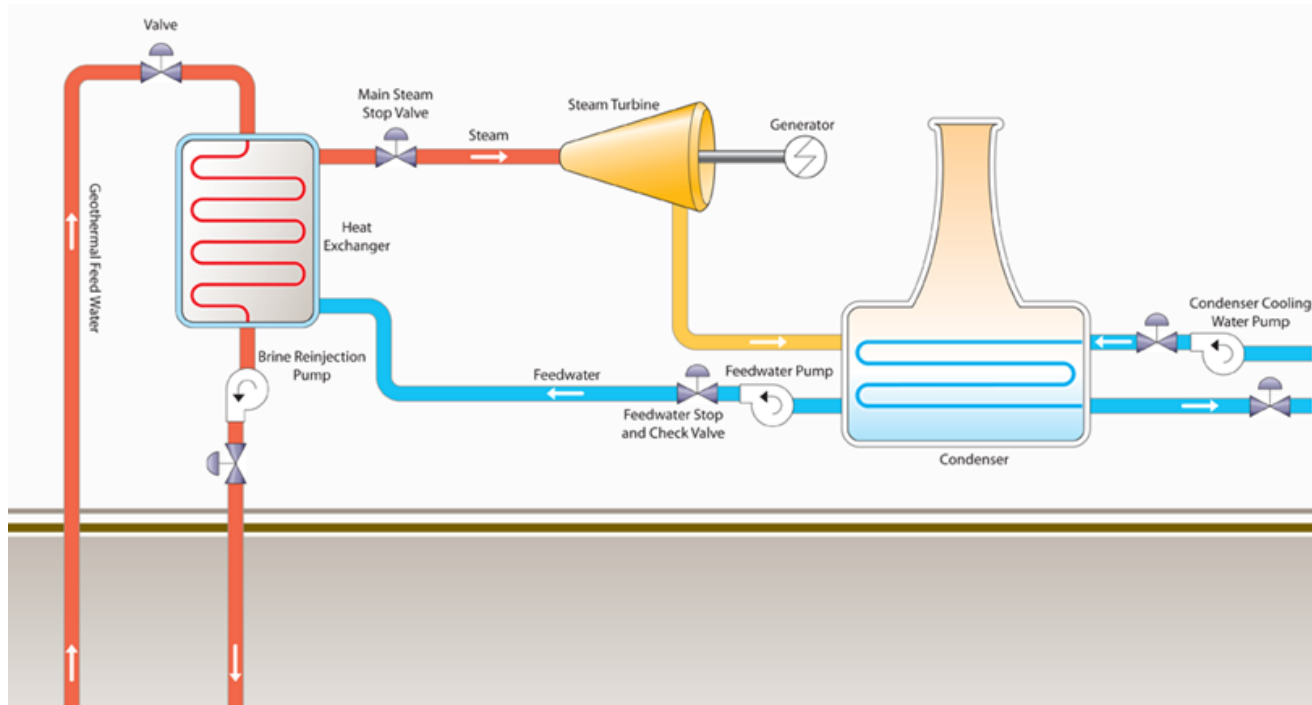 Valve
Main Steam
Stop Valve
Steam
Steam Turbine
Generator
Geothermal Feed Water
Heat
Exchanger
Condenser Cooling
Water Pump
Brine Reinjection
Pump
Feedwater
Feedwater Pump
Feedwater Stop
and Check Valve
Condenser